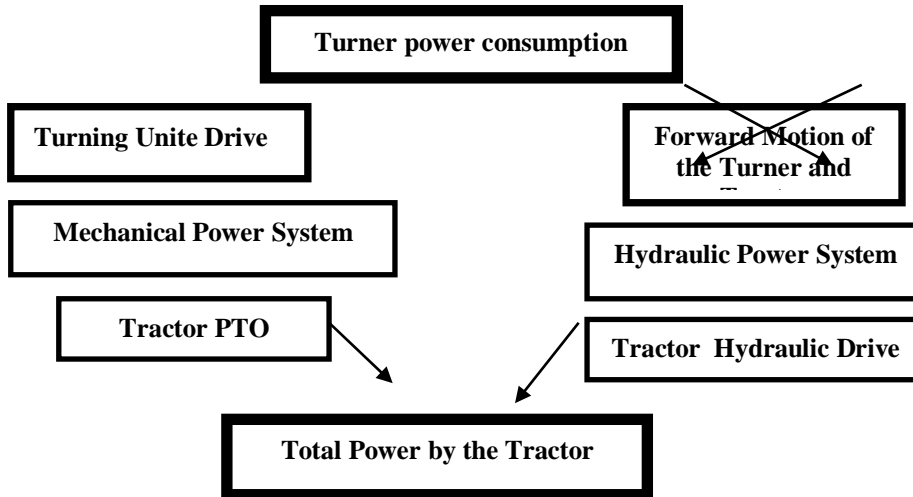 Turner power consumption
Turning Unite Drive
Forward Motion of
the Turner and
Mechanical Power System
Hydraulic Power System
Tractor PTO
Tractor Hydraulic Drive
Total Power by the Tractor